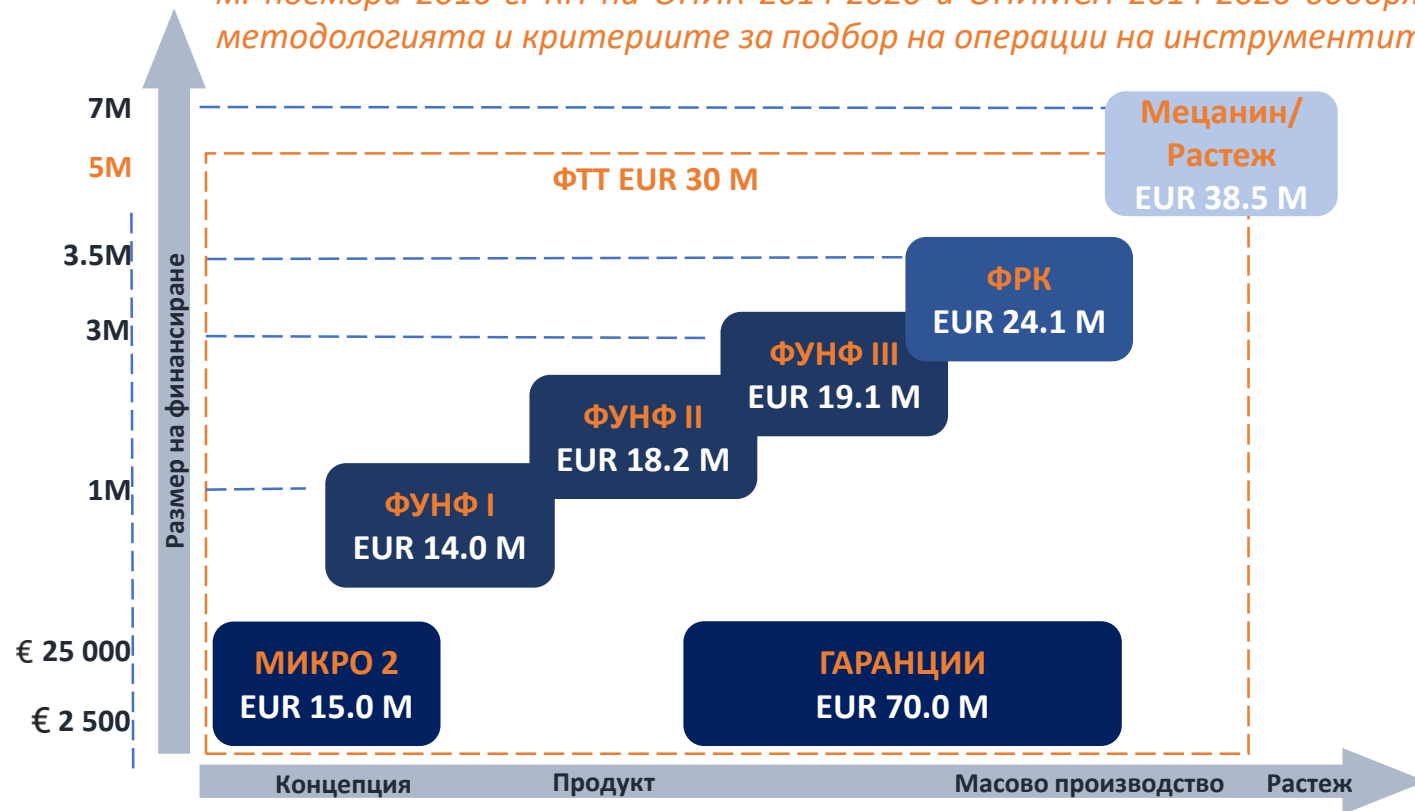 методологията и критериите за подбор на операции на
7M
5M
3.5M
3M
1M
€ 25 000
€ 2 500
Размер на финансиране
Мецанин/
Растеж
EUR 38.5 M
ФТТ EUR 30 M
ФРК
EUR 24.1 M
ФУНФ III
EUR 19.1 M
ФУНФ II
EUR 18.2 M
ФУНФ I
EUR 14.0 M
МИКРО 2
EUR 15.0 M
ГАРАНЦИИ
EUR 70.0 M
Концепция
Продукт
Масово производство
Растеж